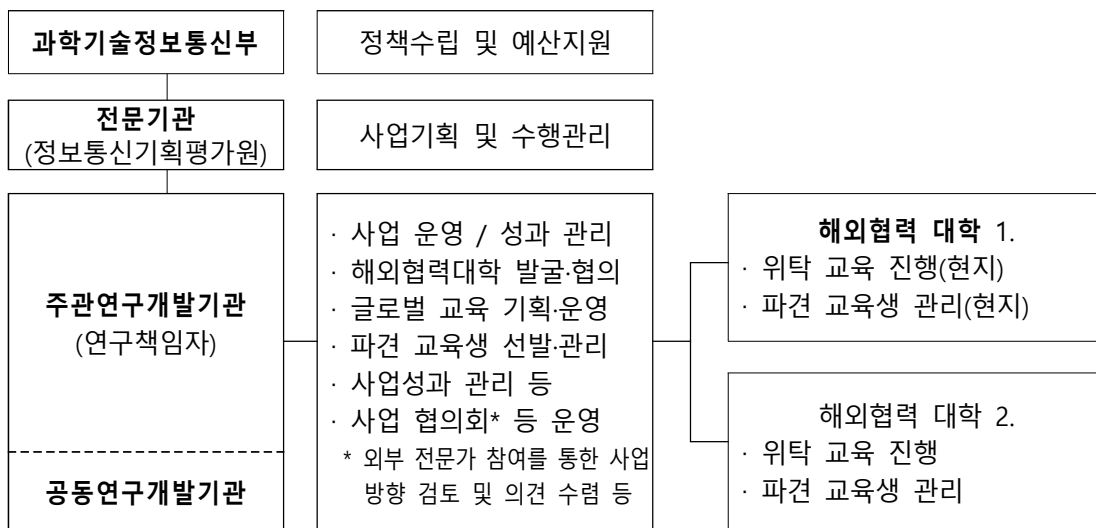 과학기술정보통신부
정책수립 및 예산지원
전문기관
(정보통신기획평가원)
사업기획 및 수행관리
주관연구개발기관
(연구책임자)
공동연구개발기관
· 사업 운영 / 성과 관리
· 해외협력대학 발굴·협의
· 글로벌 교육 기획·운영
· 파견 교육생 선발·관리
· 사업성과 관리 등
· 사업 협의회* 등 운영
* 외부 전문가 참여를 통한 사업
방향 검토 및 의견 수렴 등
해외협력 대학 1.
· 위탁 교육 진행(현지)
· 파견 교육생 관리(현지)
해외협력 대학 2.
· 위탁 교육 진행
· 파견 교육생 관리